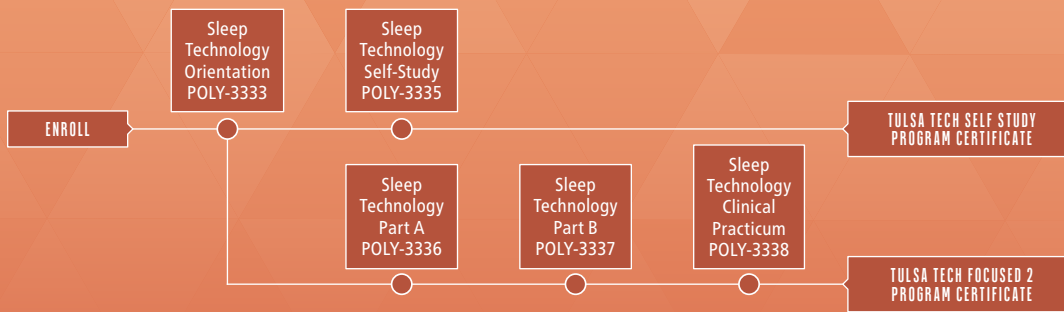 Sleep
Technology
Orientation
POLY-3333
Sleep
Technology
Self-Study
POLY-3335
ENROLL
TULSA TECH SELF STUDY
PROGRAM CERTIFICATE
Sleep
Technology
Part A
POLY-3336
Sleep
Technology
Part B
POLY-3337
Sleep
Technology
Clinical
Practicum
POLY-3338
TULSA TECH FOCUSED 2
PROGRAM CERTIFICATE